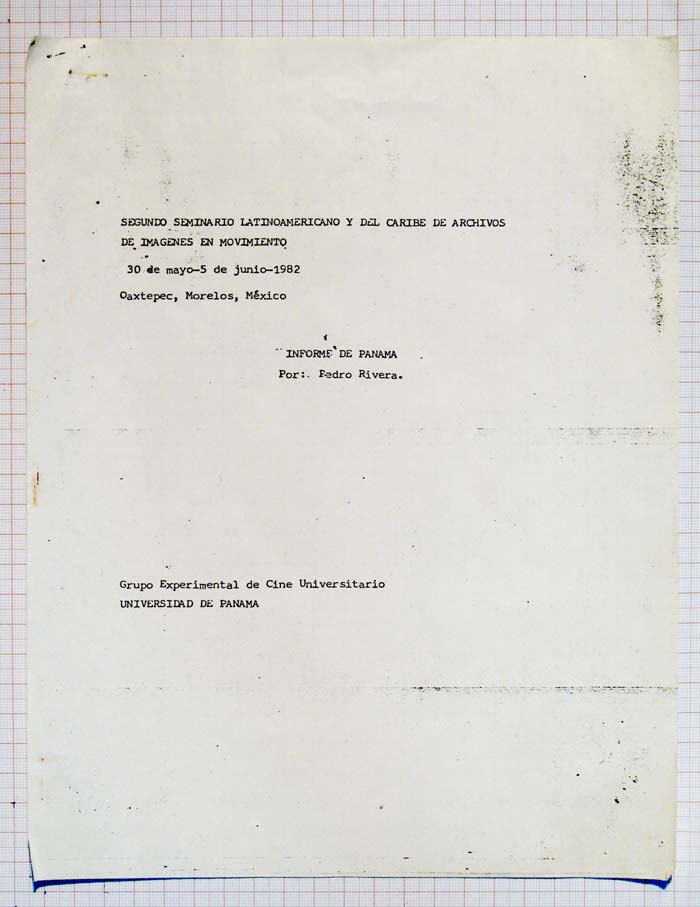 SEGUNDO SEMINARIO LATINOAMERICANO Y DEL CARIBE DE ARCHIVOS
DE IMAGENES EN MOVIMIENTO
30 de mayo-5 de junio-1982
Oaxtepec, Morelos, México
INFORME DE PANAMA
Por:. Pedro Rivera.
Grupo Experimental de Cine Universitario
UNIVERSIDAD DE PANAMA